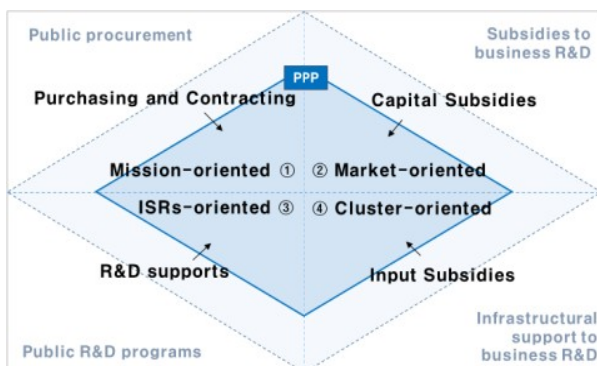 Public procurement
Subsidies to
business R&D
PPP
Purchasing and Contracting
Capital Subsidies
Mission-oriented ①
② Market-oriented
ISRs-oriented ③
④ Cluster-oriented
R&D supports
Input Subsidies
Public R&D programs
Infrastructural
support to
business R&D